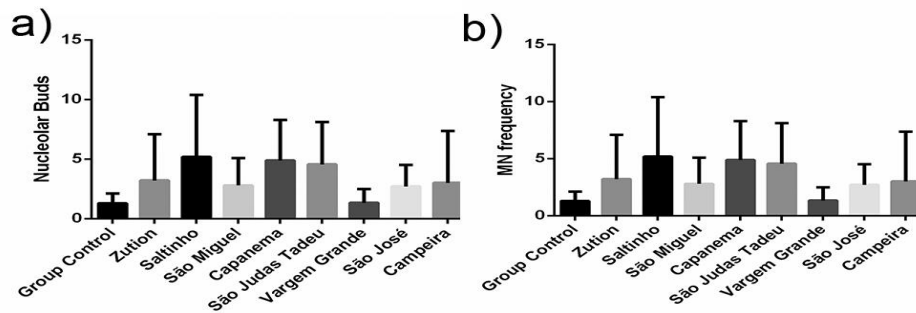 a)
15
10
5
0
Nucleolar Buds
Group Control
Zution
Saltinho
São Miguel
Capanema
São Judas Tadeu
Vargem Grande
São José
Campeira
b)
15
10
5
0
MN frequency
Group Control
Zution
Saltinho
São Miguel
Capanema
São Judas Tadeu
Vargem Grande
São José
Campeira